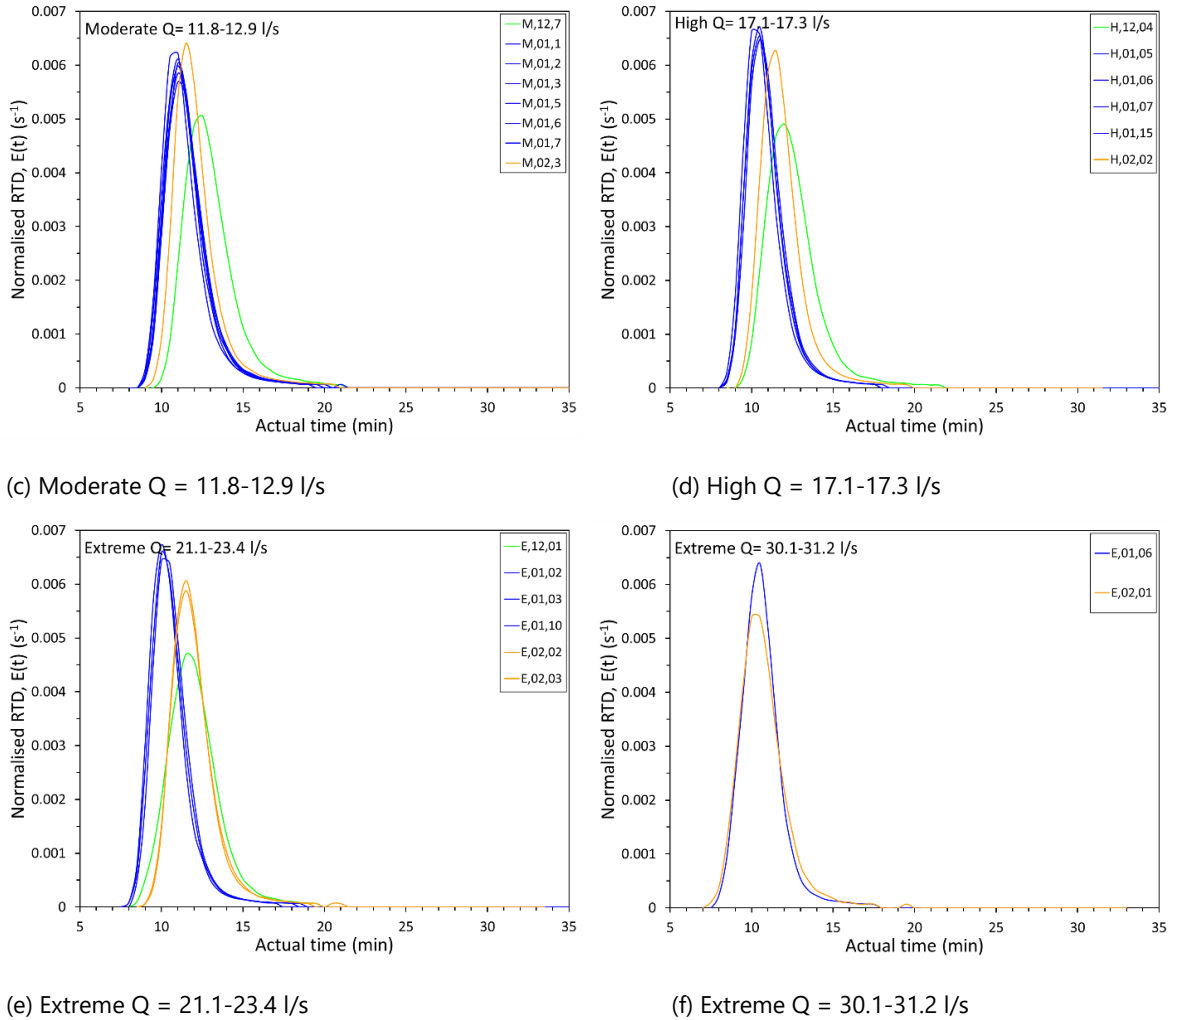 Moderate Q= 11.8-12.9 l/s
Normalised RTD, E(t) (s⁻¹)
0.007
0.006
0.005
0.004
0.003
0.002
0.001
0
5 10 15 20 25 30 35
Actual time (min)
M,12,7
M,01,1
M,01,2
M,01,3
M,01,5
M,01,6
M,01,7
M,02,3
High Q= 17.1-17.3 l/s
Normalised RTD, E(t) (s⁻¹)
0.007
0.006
0.005
0.004
0.003
0.002
0.001
0
5 10 15 20 25 30 35
Actual time (min)
H,12,04
H,01,05
H,01,06
H,01,07
H,01,15
H,02,02
(c) Moderate Q = 11.8-12.9 l/s
(d) High Q = 17.1-17.3 l/s
Extreme Q= 21.1-23.4 l/s
Normalised RTD, E(t) (s⁻¹)
0.007
0.006
0.005
0.004
0.003
0.002
0.001
0
5 10 15 20 25 30 35
Actual time (min)
E,12,01
E,01,02
E,01,03
E,01,10
E,02,02
E,02,03
Extreme Q= 30.1-31.2 l/s
Normalised RTD, E(t) (s⁻¹)
0.007
0.006
0.005
0.004
0.003
0.002
0.001
0
5 10 15 20 25 30 35
Actual time (min)
E,01,06
E,02,01
(e) Extreme Q = 21.1-23.4 l/s
(f) Extreme Q = 30.1-31.2 l/s